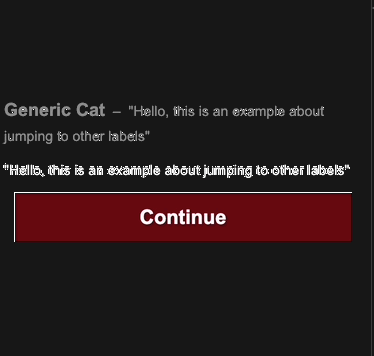 Generic Cat – "Hello, this is an example about
jumping to other labels"
"Hello, this is an example about jumping to other labels"
Continue